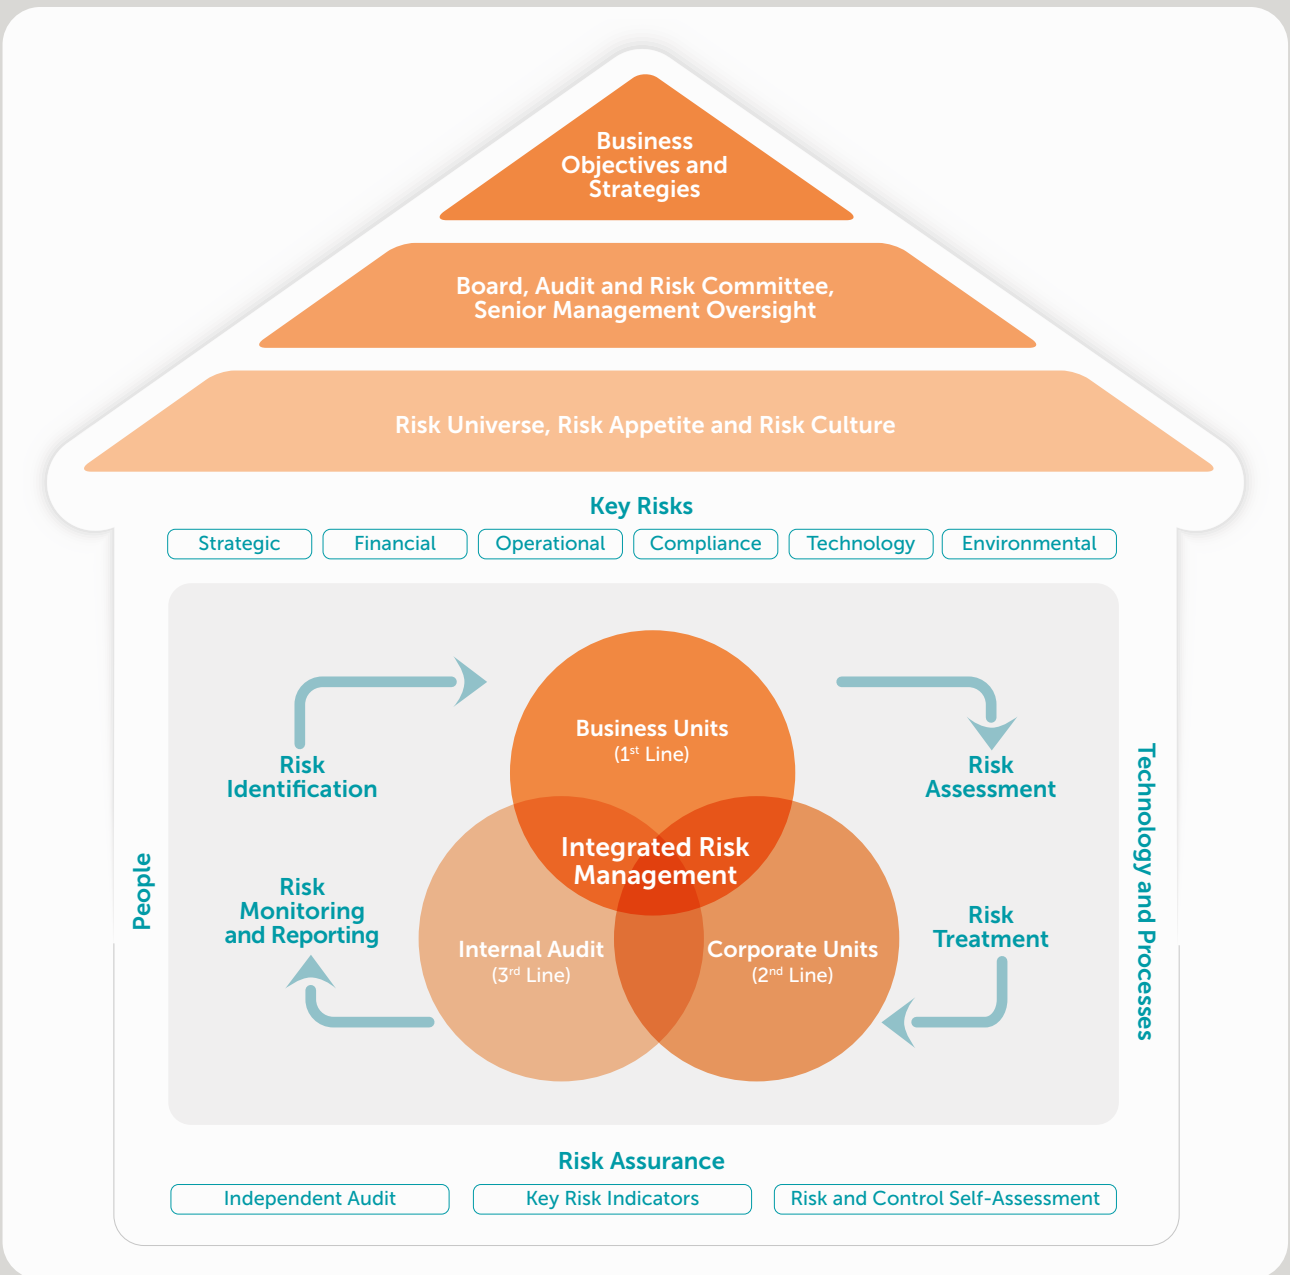 Business
Objectives and
Strategies
Board, Audit and Risk Committee,
Senior Management Oversight
Risk Universe, Risk Appetite and Risk Culture
Key Risks
Strategic
Financial
Operational
Compliance
Technology
Environmental
Business Units
(1st Line)
Risk
Identification
Risk
Assessment
Integrated Risk
Management
People
Technology and Processes
Risk
Monitoring
and Reporting
Risk
Treatment
Internal Audit
(3rd Line)
Corporate Units
(2nd Line)
Risk Assurance
Independent Audit
Key Risk Indicators
Risk and Control Self-Assessment